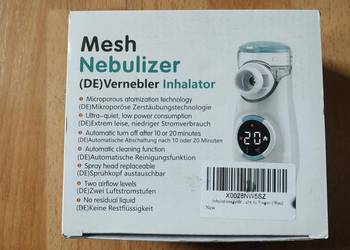 Mesh
Nebulizer
(DE)Vernebler Inhalator
• Microporous atomization technology
(DE)Mikroporöse Zerstäubungstechnologie
• Ultra-quiet, low power consumption
(DE)Extrem leise, niedriger Stromverbrauch
• Automatic turn off after 10 or 20 minutes
(DE)Automatische Abschaltung nach 10 oder 20 Minuten
• Automatic cleaning function
(DE)Automatische Reinigungsfunktion
• Spray head replaceable
(DE)Sprühkopf austauschbar
• Two airflow levels
(DE)Zwei Luftstromstufen
• No residual liquid
(DE)Keine Restflüssigkeit
20
X0028NW5SZ
New